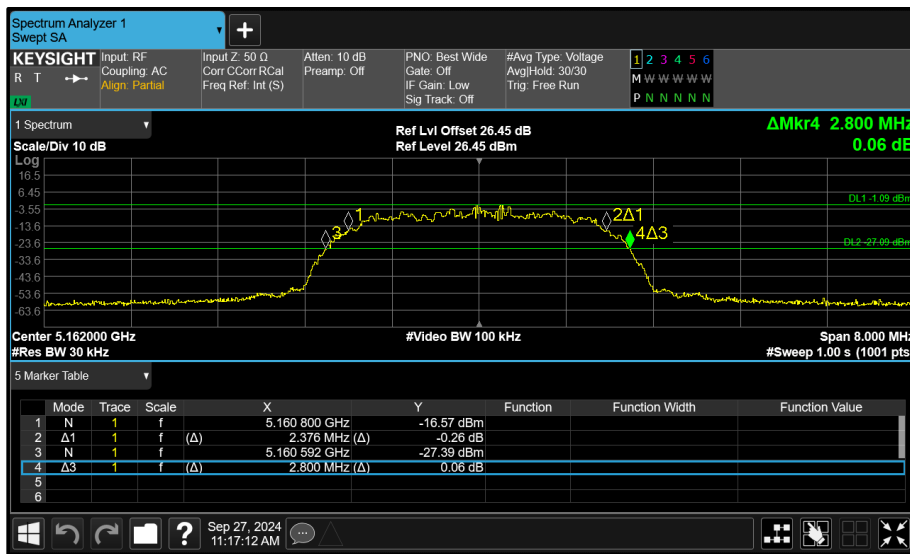 Spectrum Analyzer 1
Swept SA
+
KEYSIGHT
R T
LXI
Input: RF
Coupling: AC
Align: Partial
Input Z: 50 Ω
Corr CCorr RCal
Freq Ref: Int (S)
Atten: 10 dB
Preamp: Off
PNO: Best Wide
Gate: Off
IF Gain: Low
Sig Track: Off
#Avg Type: Voltage
Avg|Hold: 30/30
Trig: Free Run
1 2 3 4 5 6
M W W W W W
P N N N N N
1 Spectrum
Scale/Div 10 dB
Ref Lvl Offset 26.45 dB
Ref Level 26.45 dBm
ΔMkr4 2.800 MHz
0.06 dB
Log
16.5
6.45
-3.55
-13.6
-23.6
-33.6
-43.6
-53.6
-63.6
DL1 -1.09 dBm
1
2Δ1
3
4Δ3
DL2 -27.09 dBm
Center 5.162000 GHz
#Video BW 100 kHz
Span 8.000 MHz
#Res BW 30 kHz
#Sweep 1.00 s (1001 pts
5 Marker Table
Mode Trace Scale X Y Function Function Width Function Value
1 N 1 f 5.160 800 GHz -16.57 dBm
2 Δ1 1 f (Δ) 2.376 MHz (Δ) -0.26 dB
3 N 1 f 5.160 592 GHz -27.39 dBm
4 Δ3 1 f (Δ) 2.800 MHz (Δ) 0.06 dB
5
6
?
Sep 27, 2024
11:17:12 AM